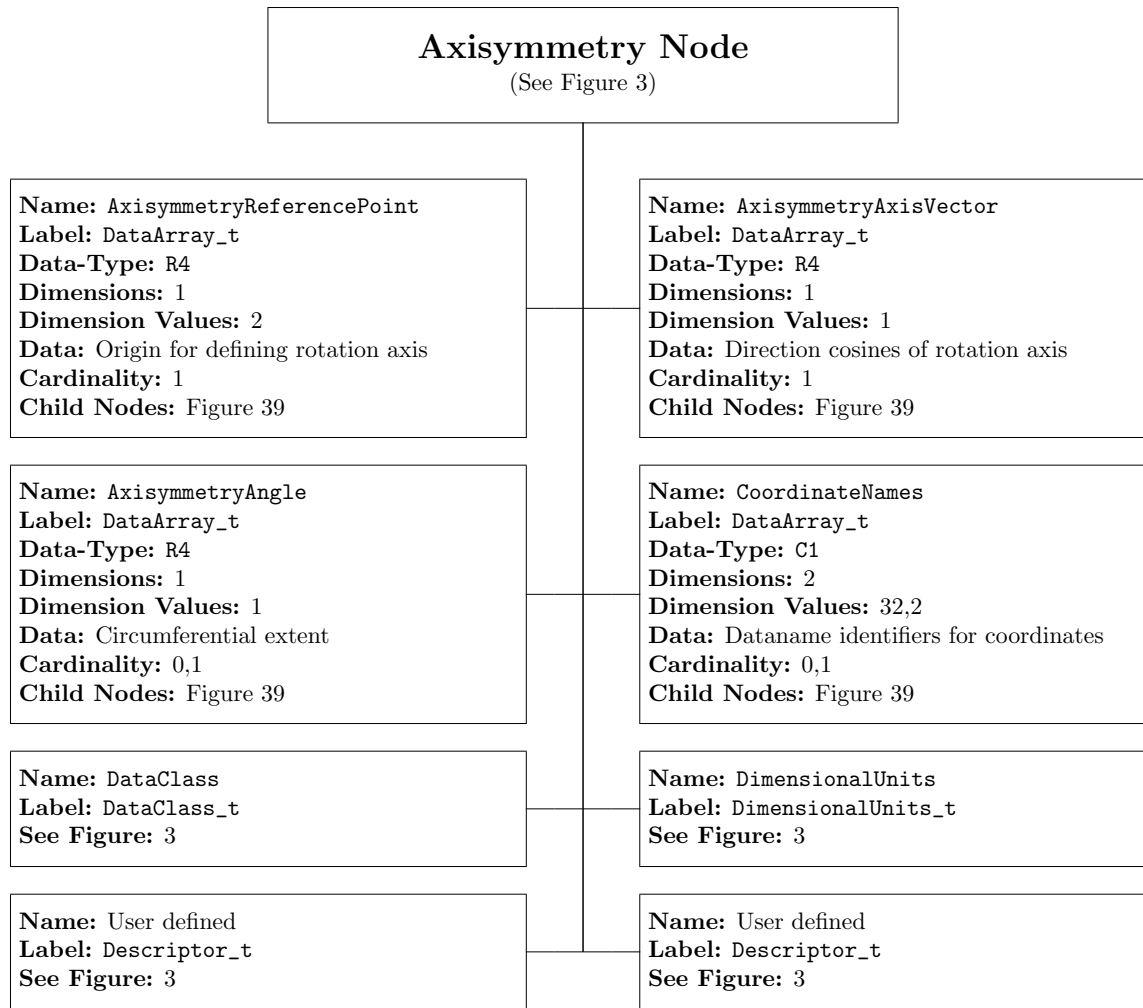 Axisymmetry Node
(See Figure 3)
Name: AxisymmetryReferencePoint
Label: DataArray_t
Data-Type: R4
Dimensions: 1
Dimension Values: 2
Data: Origin for defining rotation axis
Cardinality: 1
Child Nodes: Figure 39
Name: AxisymmetryAxisVector
Label: DataArray_t
Data-Type: R4
Dimensions: 1
Dimension Values: 1
Data: Direction cosines of rotation axis
Cardinality: 1
Child Nodes: Figure 39
Name: AxisymmetryAngle
Label: DataArray_t
Data-Type: R4
Dimensions: 1
Dimension Values: 1
Data: Circumferential extent
Cardinality: 0,1
Child Nodes: Figure 39
Name: CoordinateNames
Label: DataArray_t
Data-Type: C1
Dimensions: 2
Dimension Values: 32,2
Data: Dataname identifiers for coordinates
Cardinality: 0,1
Child Nodes: Figure 39
Name: DataClass
Label: DataClass_t
See Figure: 3
Name: DimensionalUnits
Label: DimensionalUnits_t
See Figure: 3
Name: User defined
Label: Descriptor_t
See Figure: 3
Name: User defined
Label: Descriptor_t
See Figure: 3